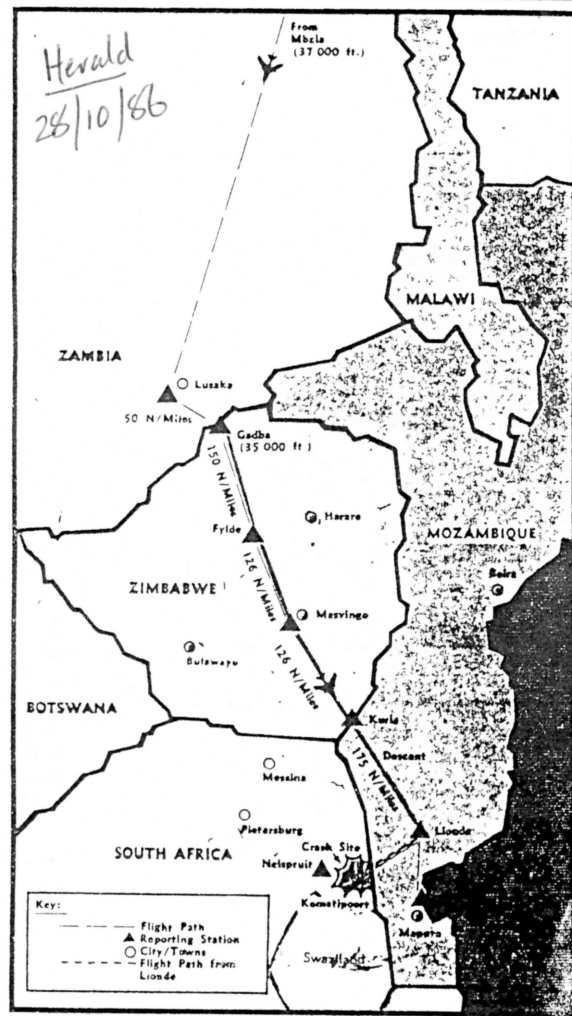 Herald
28/10/86
From
Mbeia
(37 000 ft.)
TANZANIA
MALAWI
ZAMBIA
Lusaka
50 N/Miles
Gadba
(35 000 ft)
150 N/Miles
Harare
Fylde
MOZAMBIQUE
126 N/Miles
ZIMBABWE
Beira
Masvingo
Bulawayo
126 N/Miles
BOTSWANA
Kurla
Descent
175 N/Miles
Messina
Pietersburg
Lionde
Crash Site
SOUTH AFRICA
Nelspruit
Komatipoort
Maputo
Swaziland
Key:
Flight Path
Reporting Station
City/Towns
Flight Path from
Lionde